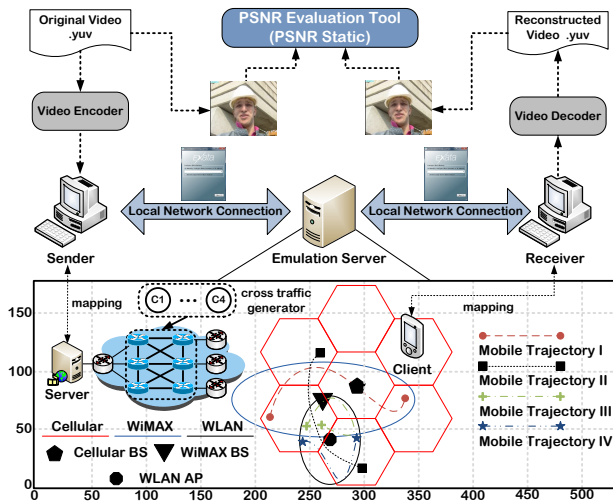 Original Video
.yuv
PSNR Evaluation Tool
(PSNR Static)
Reconstructed
Video .yuv
Video Encoder
Video Decoder
Local Network Connection
Local Network Connection
Sender
Emulation Server
Receiver
mapping
C1 ... C4
cross traffic
generator
mapping
Server
Client
Mobile Trajectory I
Mobile Trajectory II
Mobile Trajectory III
Mobile Trajectory IV
Cellular WiMAX WLAN
Cellular BS WiMAX BS
WLAN AP
150
100
50
0
0 50 100 150 200 250 300 350 400 450 500